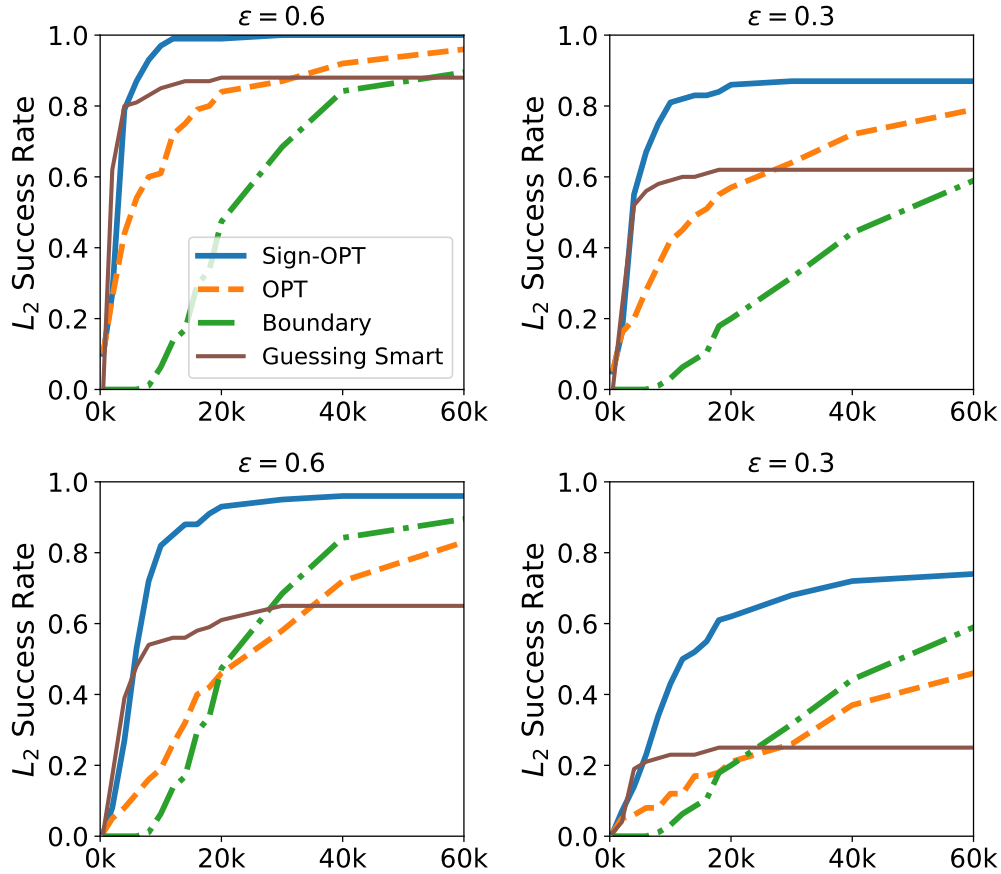 ε = 0.6
L₂ Success Rate
1.0
0.8
0.6
0.4
0.2
0.0
Sign-OPT
OPT
Boundary
Guessing Smart
0k 20k 40k 60k
ε = 0.3
L₂ Success Rate
1.0
0.8
0.6
0.4
0.2
0.0
0k 20k 40k 60k
ε = 0.6
L₂ Success Rate
1.0
0.8
0.6
0.4
0.2
0.0
0k 20k 40k 60k
ε = 0.3
L₂ Success Rate
1.0
0.8
0.6
0.4
0.2
0.0
0k 20k 40k 60k